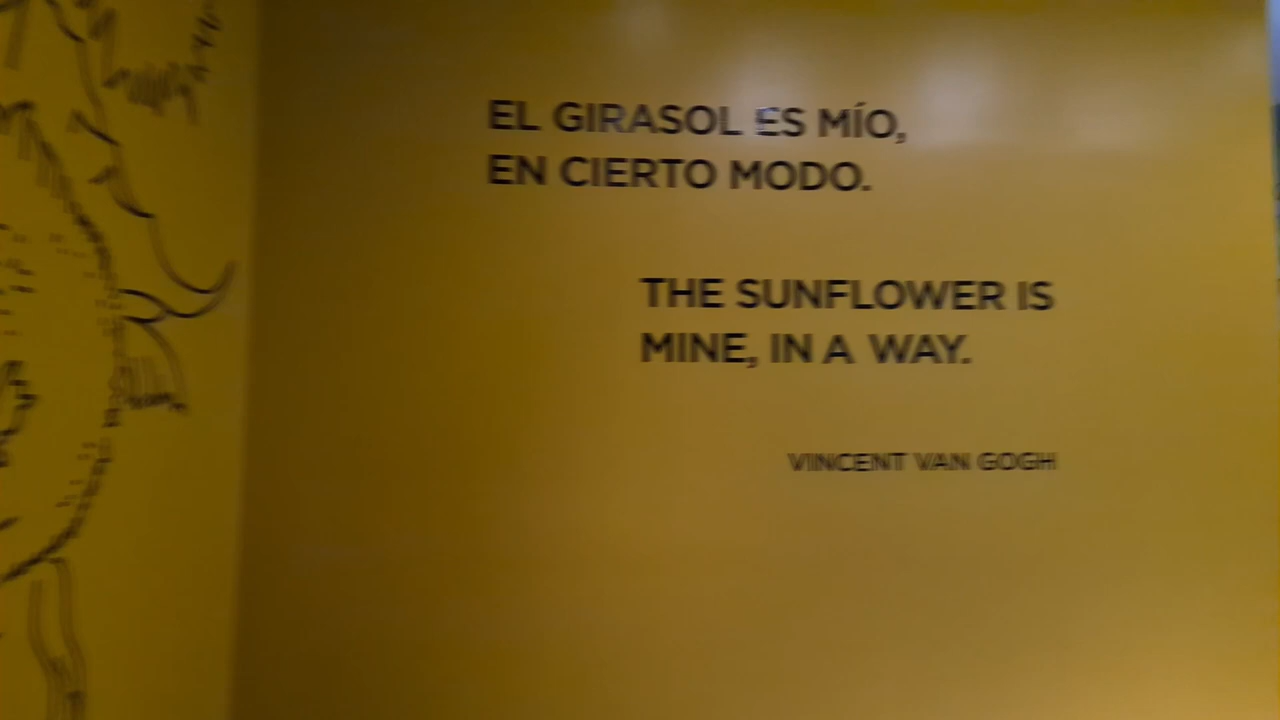 EL GIRASOL ES MÍO,
EN CIERTO MODO.
THE SUNFLOWER IS
MINE, IN A WAY.
VINCENT VAN GOGH